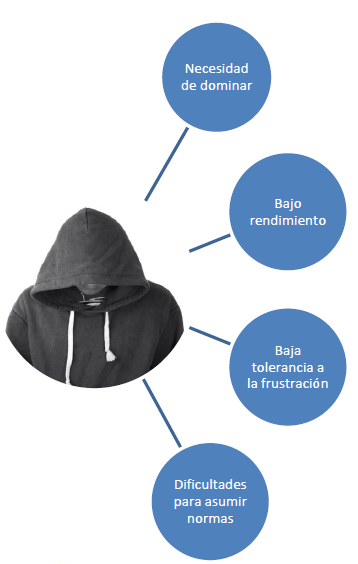 Necesidad
de dominar
Bajo
rendimiento
Baja
tolerancia a
la frustración
Dificultades
para asumir
normas